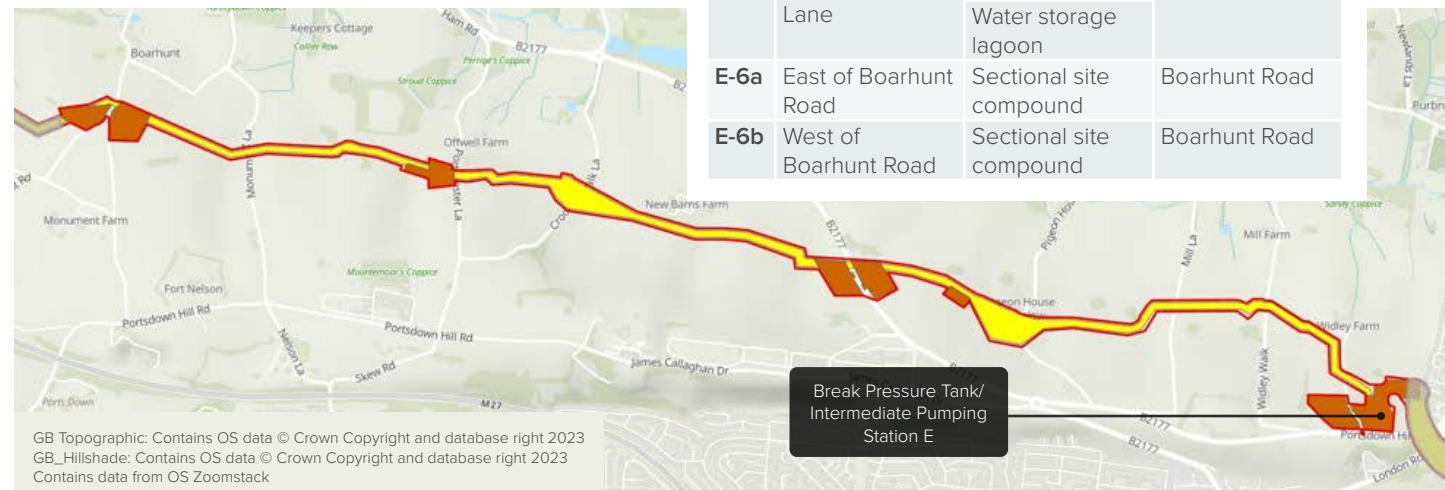 Lane
Water storage
lagoon
E-6a East of Boarhunt Road Sectional site compound Boarhunt Road
E-6b West of Boarhunt Road Sectional site compound Boarhunt Road
Keepers Cottage
Collier Row
Boarhunt
Ham Rd
B2177
Perrige's Coppice
Stroud Coppice
Newlands La
Offwell Farm
Monument Farm
New Barns Farm
B2177
Mill La
Mill Farm
Sandy Coppice
Mountemoor's Coppice
Fort Nelson
Portsdown Hill Rd
Portsdown Hill Rd
Nelson La
Skew Rd
James Callaghan Dr
M27
Ports Down
Widley Farm
Widley Walk
Break Pressure Tank/
Intermediate Pumping
Station E
B2177
B2177
London Rd
GB Topographic: Contains OS data © Crown Copyright and database right 2023
GB_Hillshade: Contains OS data © Crown Copyright and database right 2023
Contains data from OS Zoomstack